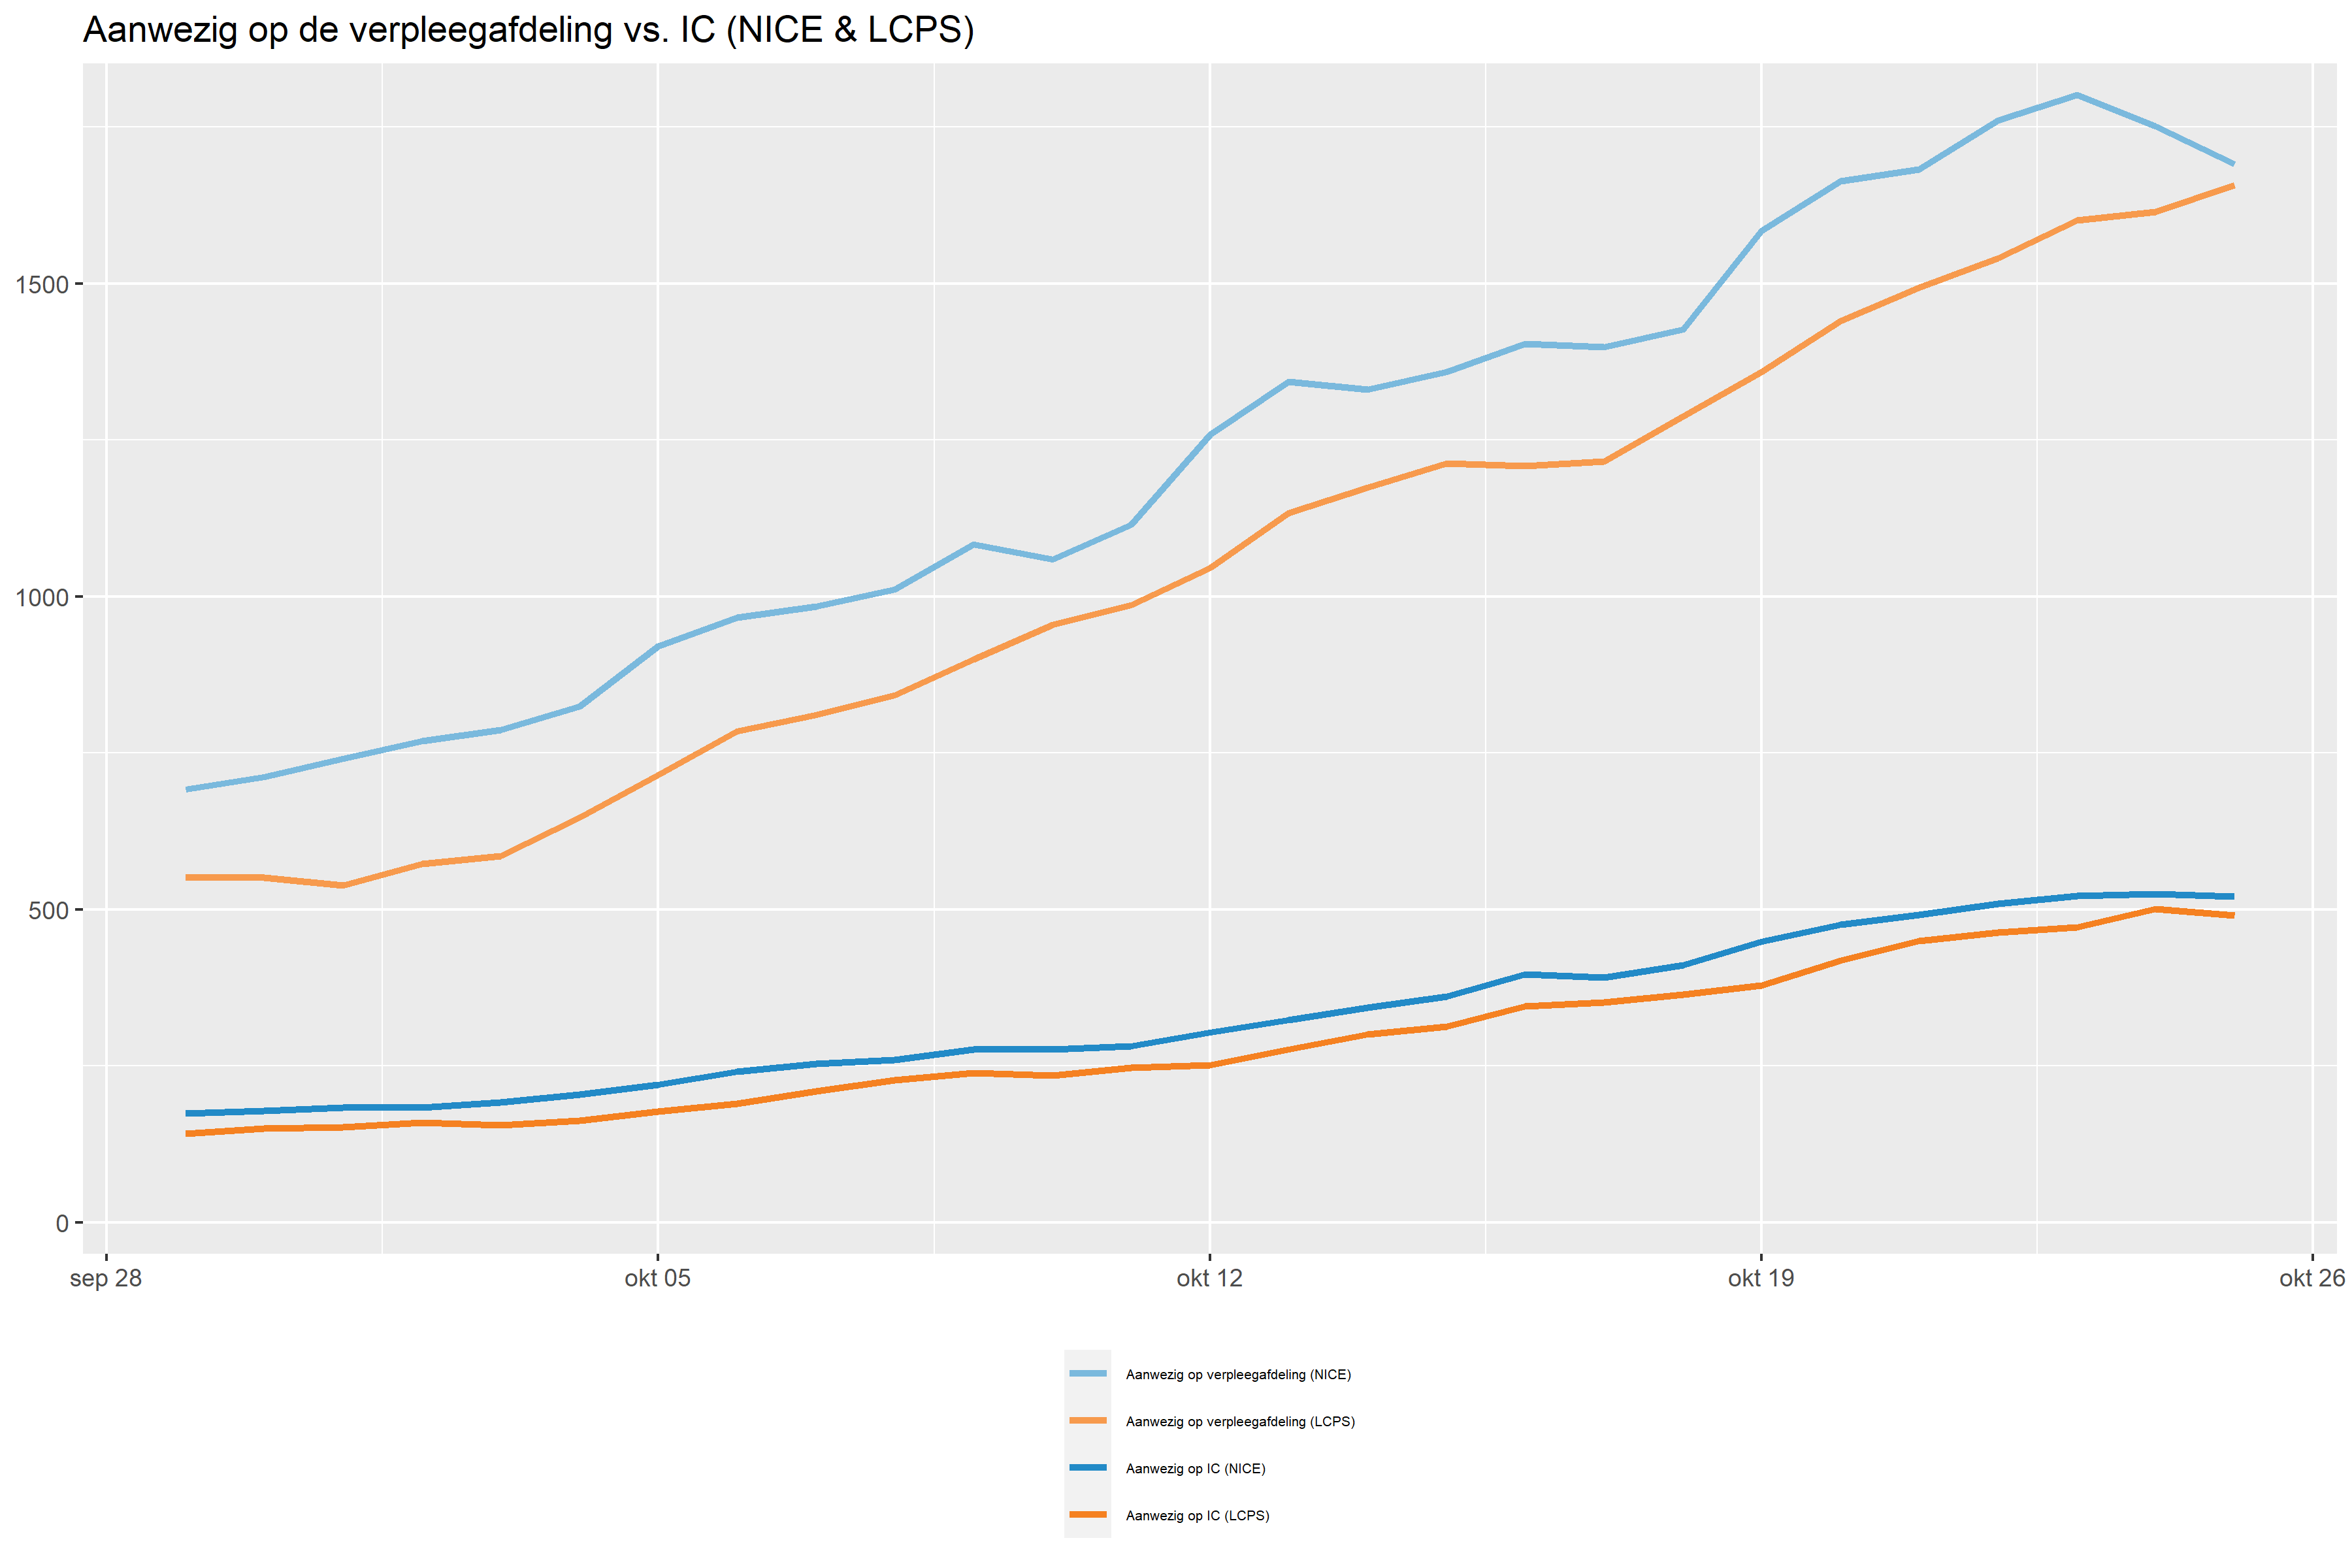 Aanwezig op de verpleegafdeling vs. IC (NICE & LCPS)
1500
1000
500
0
sep 28
okt 05
okt 12
okt 19
okt 26
Aanwezig op verpleegafdeling (NICE)
Aanwezig op verpleegafdeling (LCPS)
Aanwezig op IC (NICE)
Aanwezig op IC (LCPS)